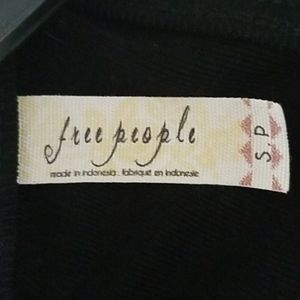 free people
made in indonesia . fabriqué en indonésie
S P